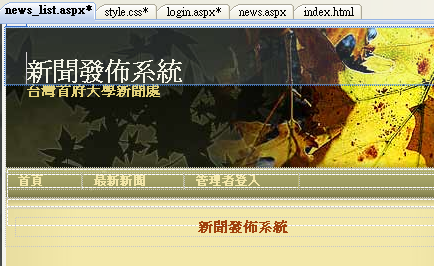 news_list.aspx* style.css* login.aspx* news.aspx index.html
新聞發佈系統
台灣首府大學新聞處
首頁 最新新聞 管理者登入
新聞發佈系統